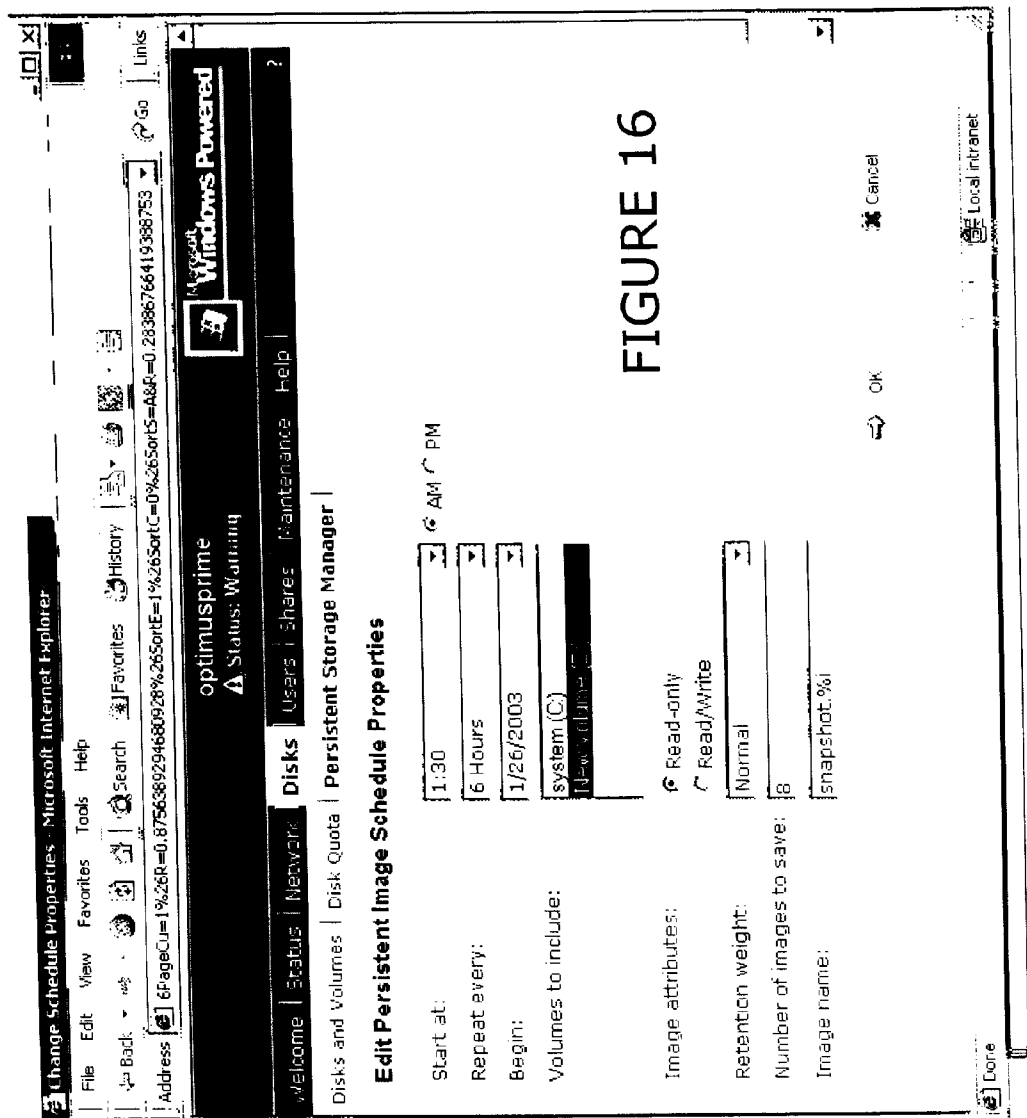 Change Schedule Properties - Microsoft Internet Explorer
File Edit View Favorites Tools Help
Back Search Favorites History
Address 6PageCu=1%26R=0.8756389294680928%26SortE=1%26SortC=0%26SortS=A&R=0.28386766419388753 Go Links
optimusprime
Status: Warning
Microsoft
Windows Powered
Welcome | Status | Network | Disks | Users | Shares | Maintenance | Help | ?
Disks and Volumes | Disk Quota | Persistent Storage Manager |
Edit Persistent Image Schedule Properties
Start at: 1:30 AM PM
Repeat every: 6 Hours
Begin: 1/26/2003
Volumes to include: system (C)
New Volume
Image attributes: Read-only
Read/Write
Retention weight: Normal
Number of images to save: 8
Image name: snapshot.%i
OK Cancel
FIGURE 16
Done Local intranet